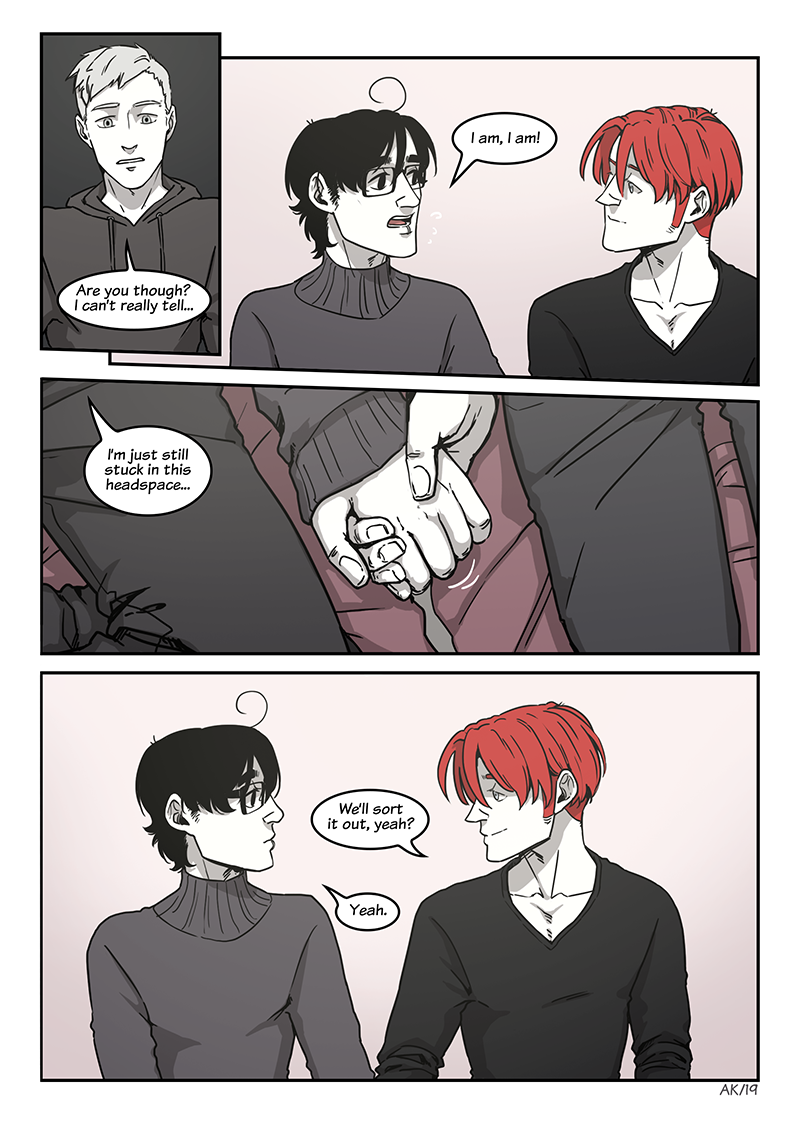 Are you though?
I can't really tell...
I am, I am!
I'm just still
stuck in this
headspace...
We'll sort
it out, yeah?
Yeah.
AK/19